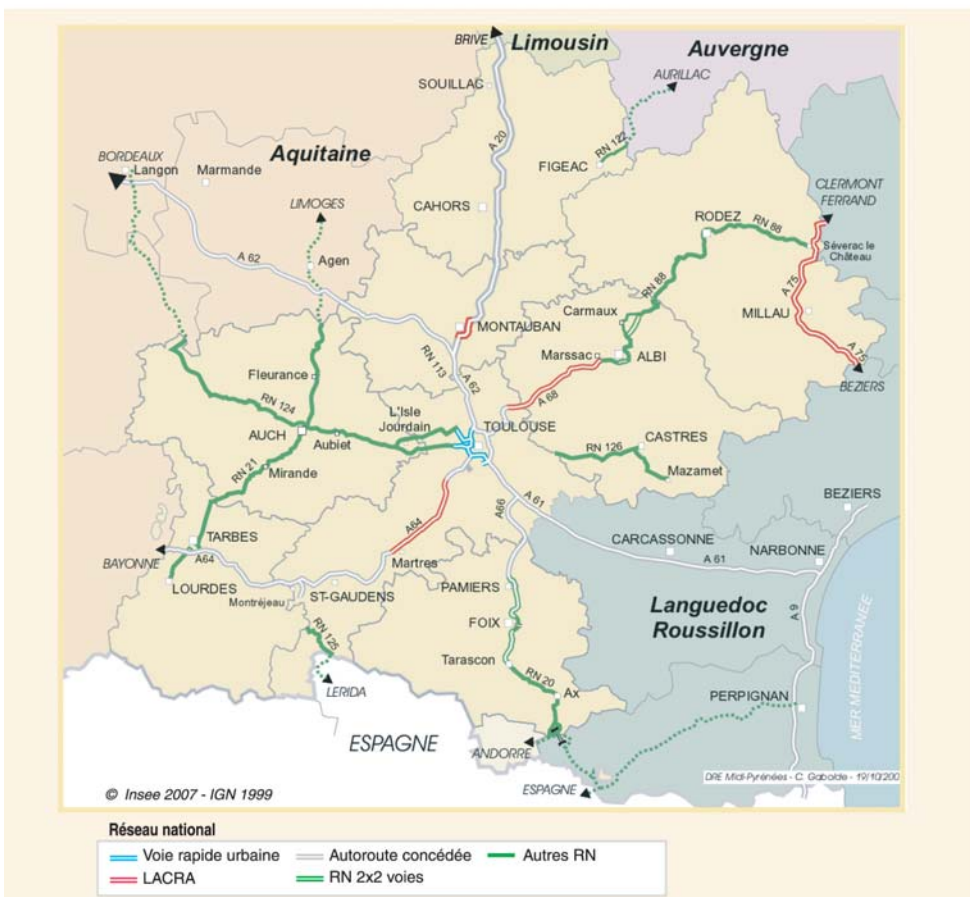 BRIVE
Limousin
Auvergne
SOUILLAC
AURILLAC
A 20
RN 122
BORDEAUX
Langon
Marmande
Aquitaine
FIGEAC
LIMOGES
CAHORS
CLERMONT
FERRAND
RODEZ
RN 88
Séverac le
Château
A 62
Agen
RN 88
A 75
MILLAU
Carmaux
MONTAUBAN
Marssac
ALBI
A 75
BEZIERS
RN 113
A 62
Fleurance
A 68
RN 124
L'Isle
Jourdain
TOULOUSE
AUCH
Aubiet
CASTRES
RN 126
Mazamet
RN 21
Mirande
A66
A 61
BEZIERS
A64
TARBES
CARCASSONNE
NARBONNE
BAYONNE
A64
Martres
A 61
LOURDES
Montréjeau
ST-GAUDENS
PAMIERS
Languedoc
Roussillon
A 9
FOIX
RN 125
Tarascon
RN 20
MER MEDITERRANEE
LERIDA
Ax
PERPIGNAN
ESPAGNE
ANDORRE
DRE Midi-Pyrénées - C. Gabolde - 19/10/200
ESPAGNE
© Insee 2007 - IGN 1999
Réseau national
Voie rapide urbaine
Autoroute concédée
Autres RN
LACRA
RN 2x2 voies